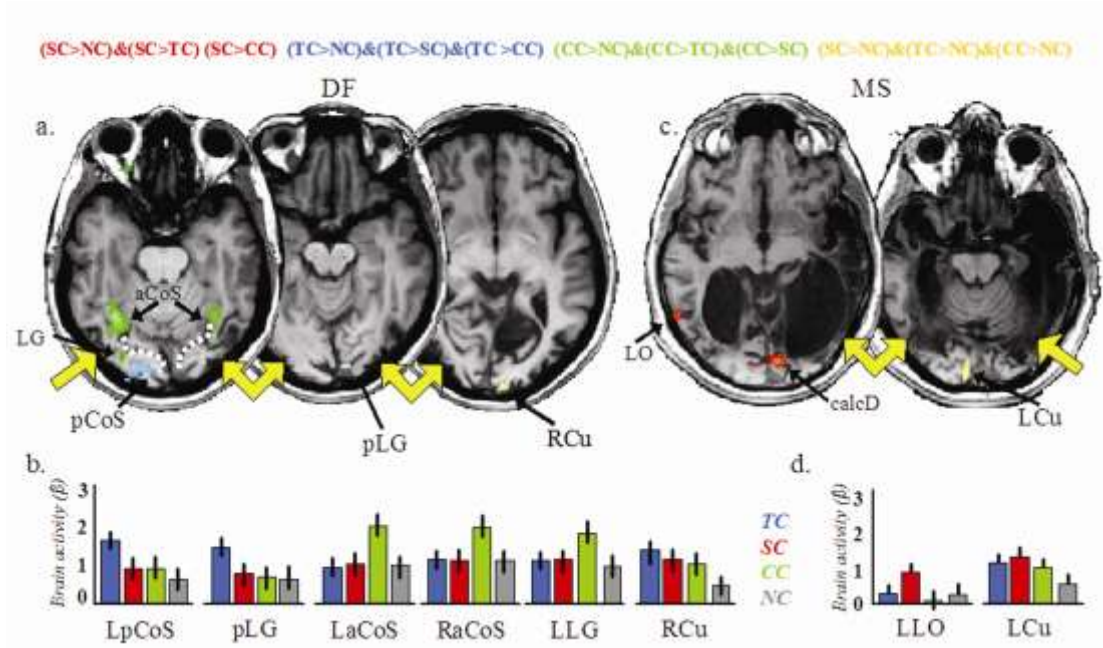 (SC>NC)&(SC>TC) (SC>CC) (TC>NC)&(TC>SC)&(TC >CC) (CC>NC)&(CC>TC)&(CC>SC) (SC>NC)&(TC>NC)&(CC>NC)
DF MS
a. c.
aCoS
LG
LO
pCoS
pLG
RCu
calcD
LCu
b. d.
Brain activity (β)
3
2
1
0
LpCoS pLG LaCoS RaCoS LLG RCu
TC
SC
CC
NC
Brain activity (β)
3
2
1
0
LLO LCu